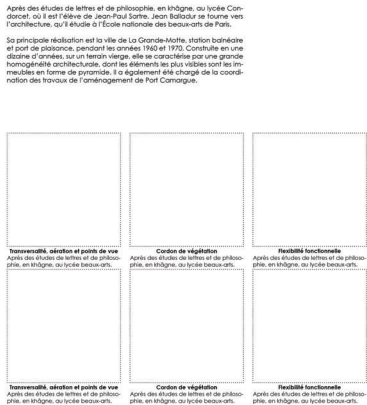 Après des études de lettres et de philosophie, en khâgne, au lycée Con-
dorcet, où il est l'élève de Jean-Paul Sartre, Jean Balladur se tourne vers
l'architecture, qu'il étudie à l'École nationale des beaux-arts de Paris.
Sa principale réalisation est la ville de La Grande-Motte, station balnéaire
et port de plaisance, pendant les années 1960 et 1970. Construite en une
dizaine d'années, sur un terrain vierge, elle se caractérise par une grande
homogénéité architecturale, dont les éléments les plus visibles sont les im-
meubles en forme de pyramide. Il a également été chargé de la coordi-
nation des travaux de l'aménagement de Port Camargue.
Transversalité, aération et points de vue
Après des études de lettres et de philoso-
phie, en khâgne, au lycée beaux-arts.
Cordon de végétation
Après des études de lettres et de philoso-
phie, en khâgne, au lycée beaux-arts.
Flexibilité fonctionnelle
Après des études de lettres et de philoso-
phie, en khâgne, au lycée beaux-arts.
Transversalité, aération et points de vue
Après des études de lettres et de philoso-
phie, en khâgne, au lycée beaux-arts.
Cordon de végétation
Après des études de lettres et de philoso-
phie, en khâgne, au lycée beaux-arts.
Flexibilité fonctionnelle
Après des études de lettres et de philoso-
phie, en khâgne, au lycée beaux-arts.